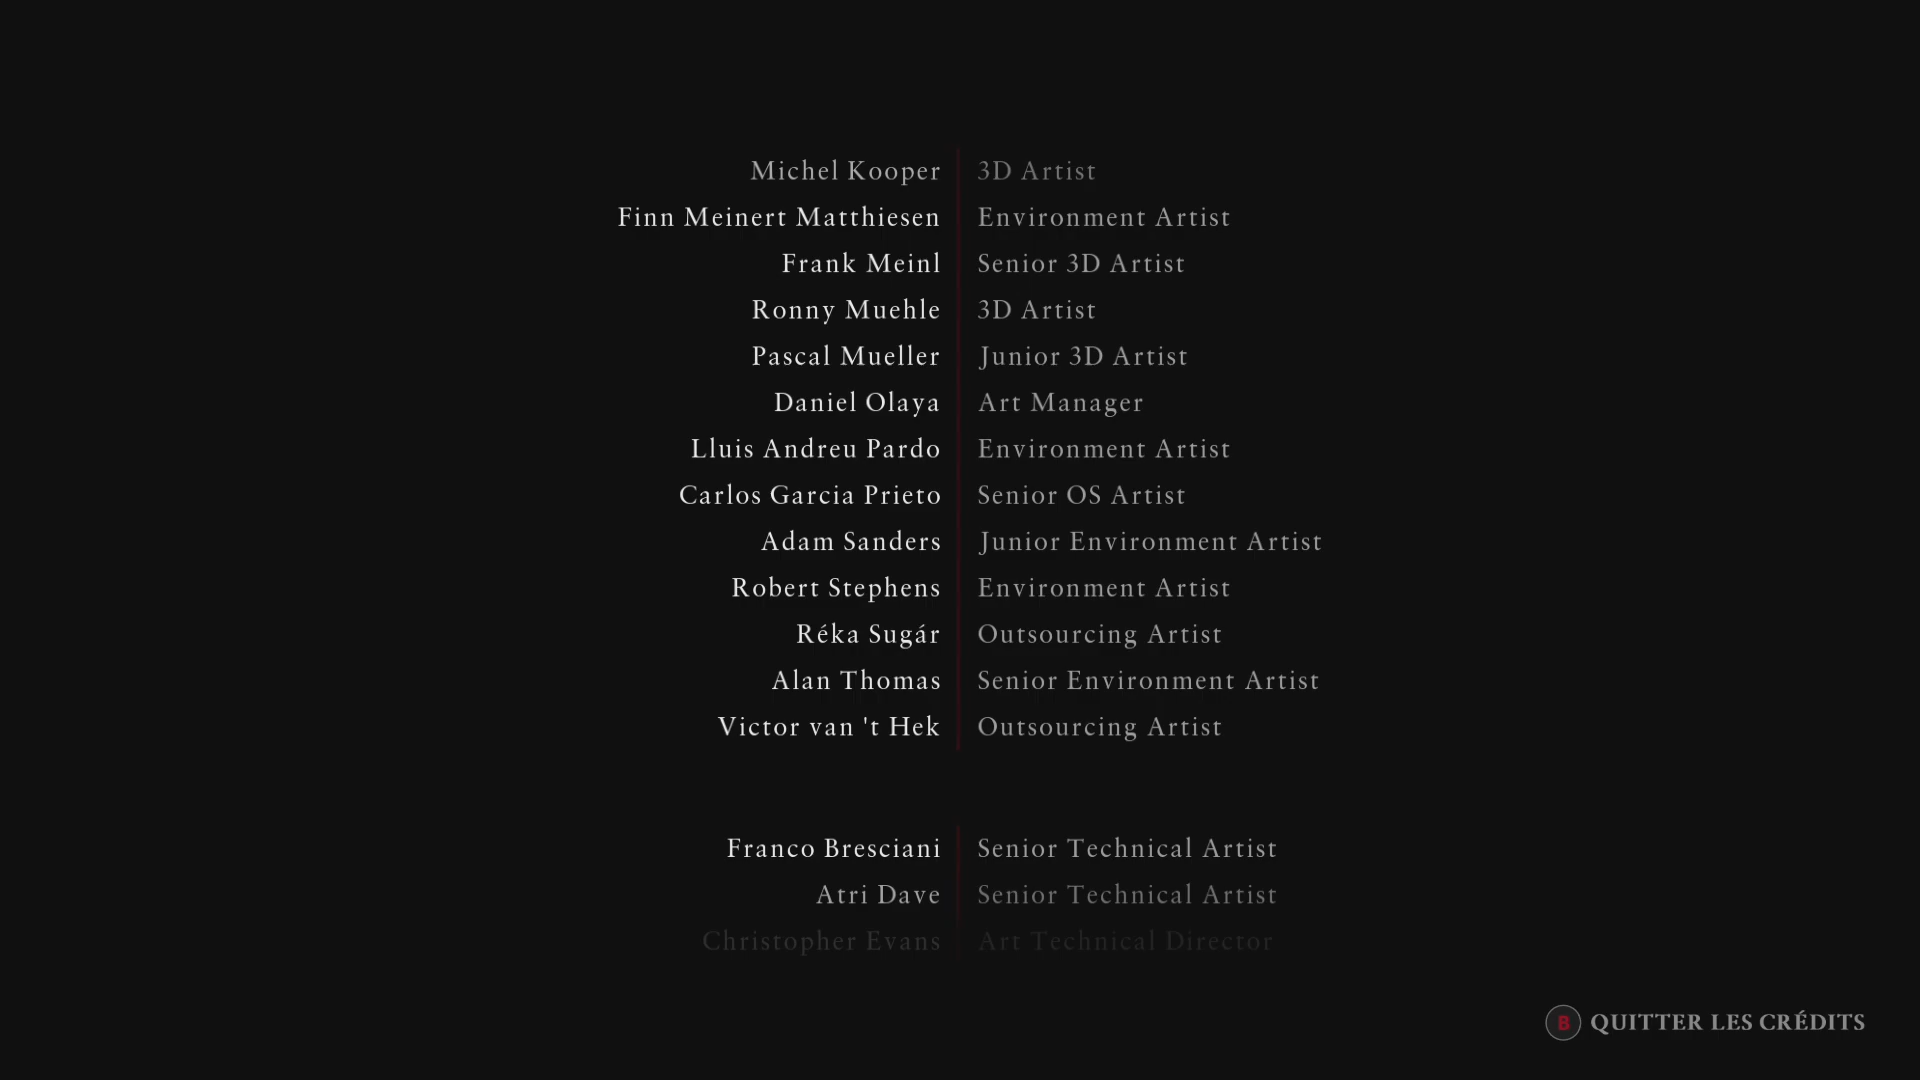 Michel Kooper 3D Artist
Finn Meinert Matthiesen Environment Artist
Frank Meinl Senior 3D Artist
Ronny Muehle 3D Artist
Pascal Mueller Junior 3D Artist
Daniel Olaya Art Manager
Lluis Andreu Pardo Environment Artist
Carlos Garcia Prieto Senior OS Artist
Adam Sanders Junior Environment Artist
Robert Stephens Environment Artist
Réka Sugár Outsourcing Artist
Alan Thomas Senior Environment Artist
Victor van 't Hek Outsourcing Artist
Franco Bresciani Senior Technical Artist
Atri Dave Senior Technical Artist
Christopher Evans Art Technical Director
B QUITTER LES CRÉDITS